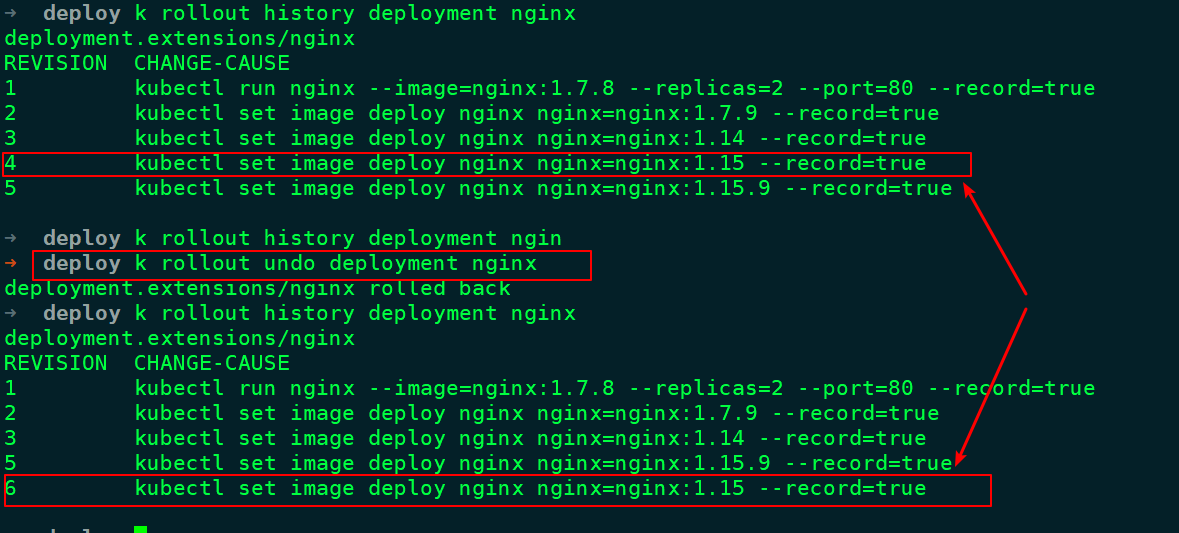 ➜  deploy k rollout history deployment nginx
deployment.extensions/nginx
REVISION  CHANGE-CAUSE
1         kubectl run nginx --image=nginx:1.7.8 --replicas=2 --port=80 --record=true
2         kubectl set image deploy nginx nginx=nginx:1.7.9 --record=true
3         kubectl set image deploy nginx nginx=nginx:1.14 --record=true
4         kubectl set image deploy nginx nginx=nginx:1.15 --record=true
5         kubectl set image deploy nginx nginx=nginx:1.15.9 --record=true
➜  deploy k rollout history deployment ngin
➜  deploy k rollout undo deployment nginx
deployment.extensions/nginx rolled back
➜  deploy k rollout history deployment nginx
deployment.extensions/nginx
REVISION  CHANGE-CAUSE
1         kubectl run nginx --image=nginx:1.7.8 --replicas=2 --port=80 --record=true
2         kubectl set image deploy nginx nginx=nginx:1.7.9 --record=true
3         kubectl set image deploy nginx nginx=nginx:1.14 --record=true
5         kubectl set image deploy nginx nginx=nginx:1.15.9 --record=true
6         kubectl set image deploy nginx nginx=nginx:1.15 --record=true